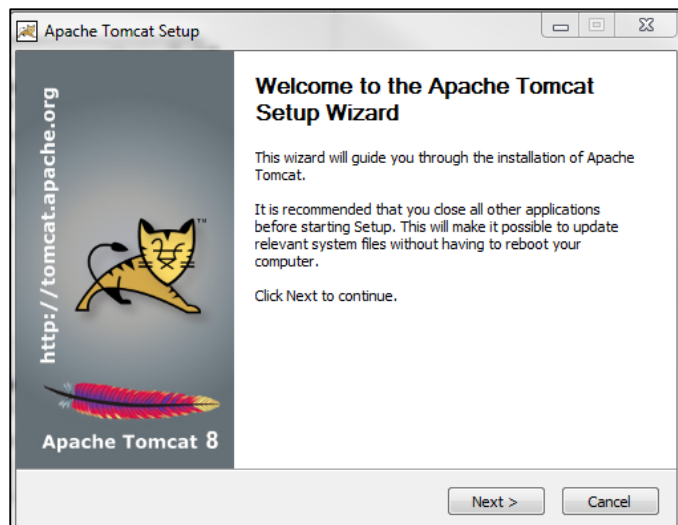 Apache Tomcat Setup
http://tomcat.apache.org
TM
Apache Tomcat 8
Welcome to the Apache Tomcat
Setup Wizard
This wizard will guide you through the installation of Apache
Tomcat.
It is recommended that you close all other applications
before starting Setup. This will make it possible to update
relevant system files without having to reboot your
computer.
Click Next to continue.
Next >
Cancel